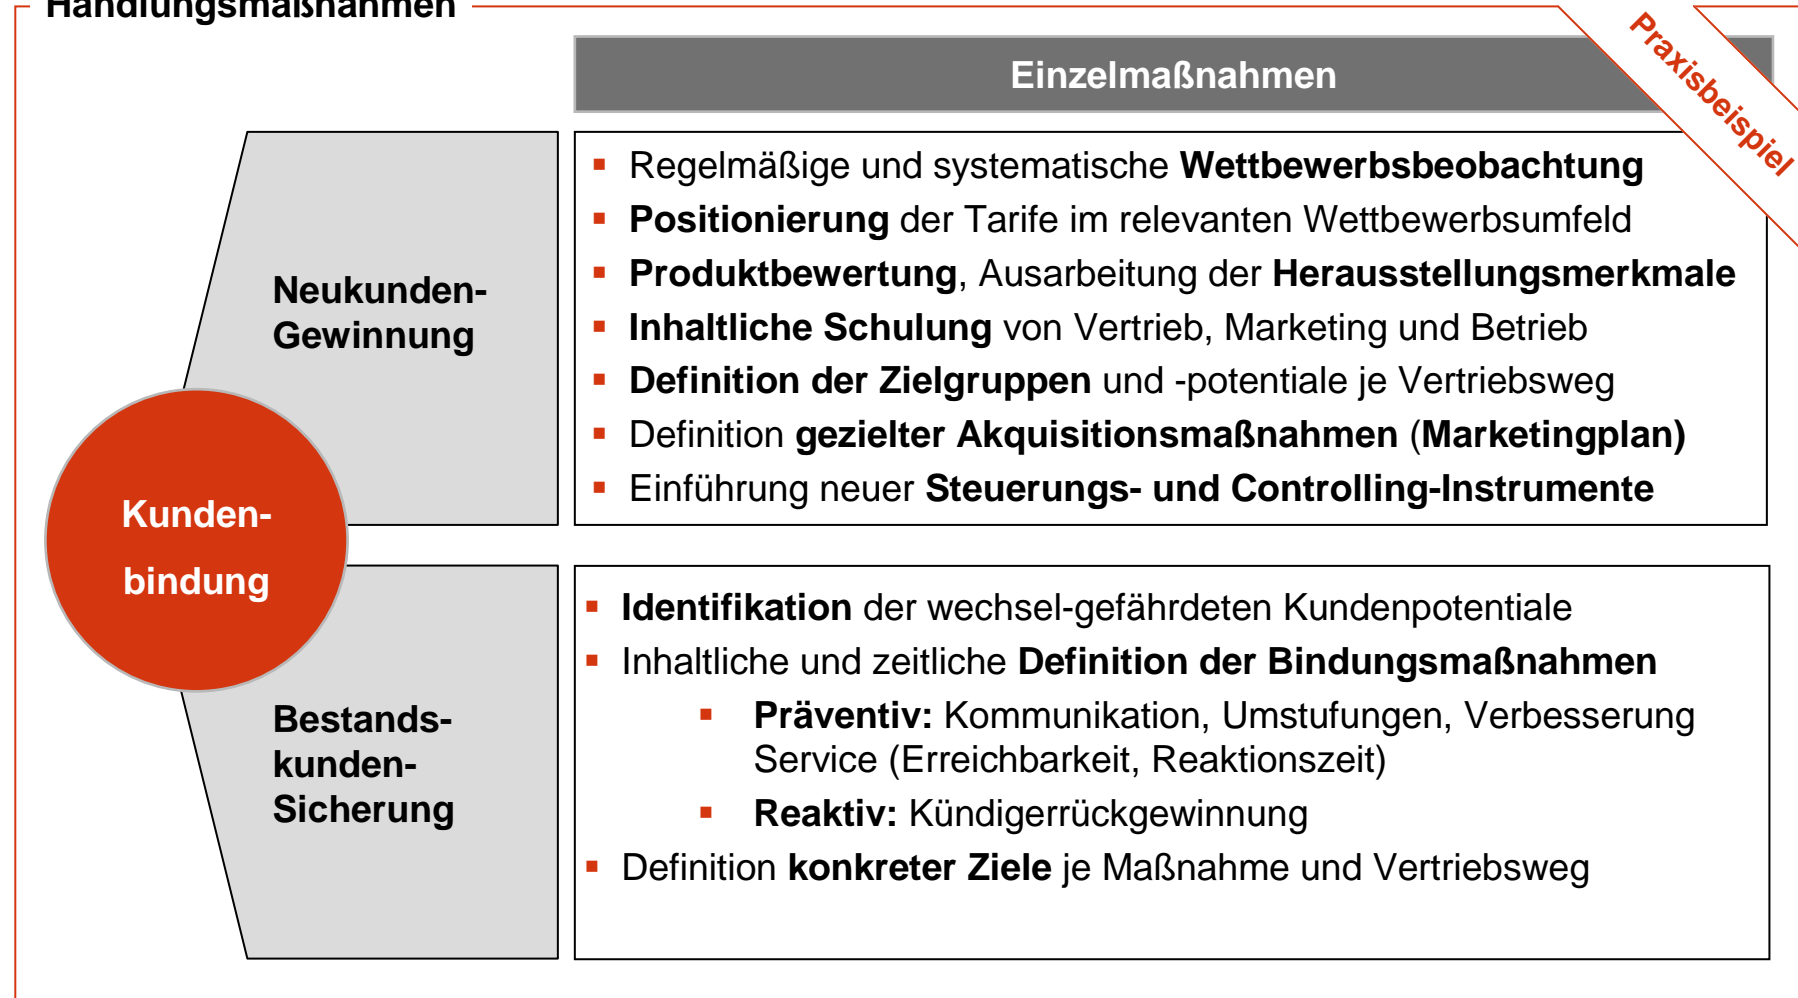 Handlungsmaßnahmen
Praxisbeispiel
Einzelmaßnahmen
Neukunden-
Gewinnung
▪ Regelmäßige und systematische Wettbewerbsbeobachtung
▪ Positionierung der Tarife im relevanten Wettbewerbsumfeld
▪ Produktbewertung, Ausarbeitung der Herausstellungsmerkmale
▪ Inhaltliche Schulung von Vertrieb, Marketing und Betrieb
▪ Definition der Zielgruppen und -potentiale je Vertriebsweg
▪ Definition gezielter Akquisitionsmaßnahmen (Marketingplan)
▪ Einführung neuer Steuerungs- und Controlling-Instrumente
Kunden-
bindung
Bestands-
kunden-
Sicherung
▪ Identifikation der wechsel-gefährdeten Kundenpotentiale
▪ Inhaltliche und zeitliche Definition der Bindungsmaßnahmen
▪ Präventiv: Kommunikation, Umstufungen, Verbesserung
Service (Erreichbarkeit, Reaktionszeit)
▪ Reaktiv: Kündigerrückgewinnung
▪ Definition konkreter Ziele je Maßnahme und Vertriebsweg